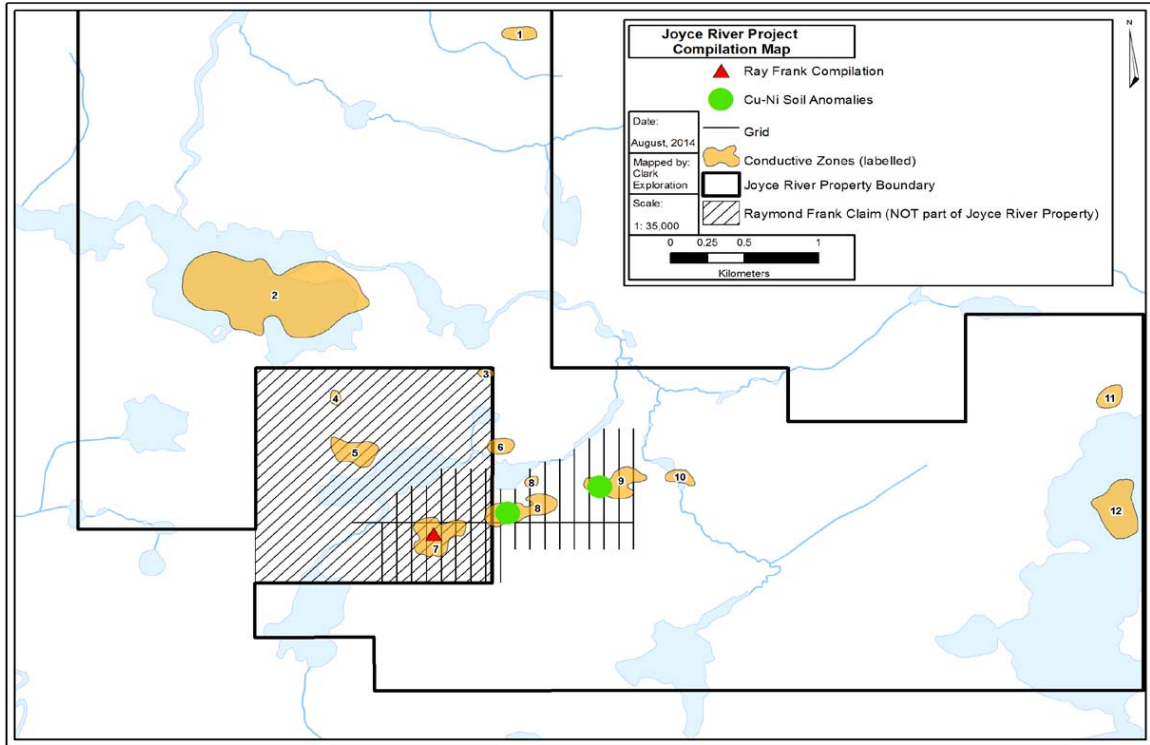 Joyce River Project
Compilation Map
Ray Frank Compilation
Cu-Ni Soil Anomalies
Date:
August, 2014
Grid
Mapped by:
Clark
Exploration
Conductive Zones (labelled)
Joyce River Property Boundary
Scale:
1: 35,000
Raymond Frank Claim (NOT part of Joyce River Property)
0 0.25 0.5 1
Kilometers
N
1
2
3
4
5
6
7
8
8
9
10
11
12